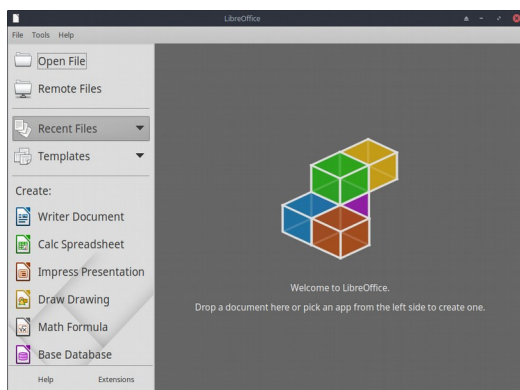 LibreOffice
File Tools Help
Open File
Remote Files
Recent Files
Templates
Create:
Writer Document
Calc Spreadsheet
Impress Presentation
Draw Drawing
Math Formula
Base Database
Help Extensions
Welcome to LibreOffice.
Drop a document here or pick an app from the left side to create one.